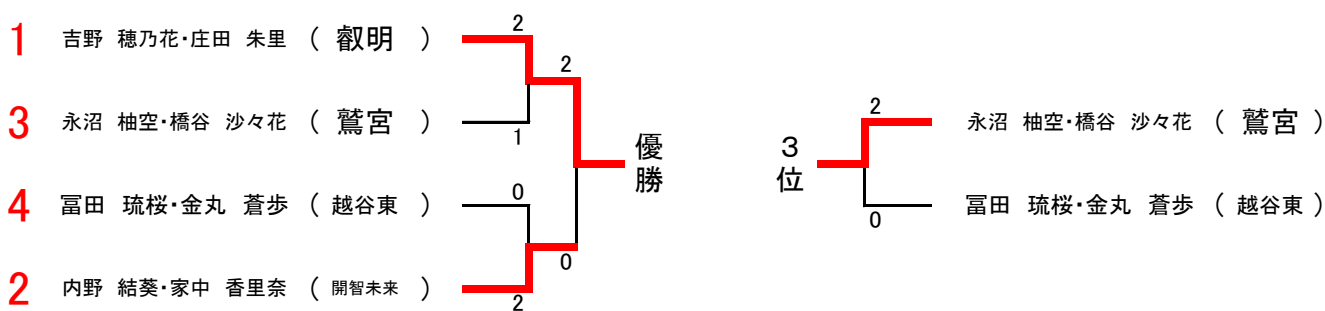 1 吉野 穂乃花・庄田 朱里 ( 叡明 ) 2
2
3 永沼 柚空・橋谷 沙々花 ( 鷲宮 ) 1
優勝
4 冨田 琉桜・金丸 蒼歩 ( 越谷東 ) 0
0
2 内野 結葵・家中 香里奈 ( 開智未来 ) 2
3位
2 永沼 柚空・橋谷 沙々花 ( 鷲宮 )
0 冨田 琉桜・金丸 蒼歩 ( 越谷東 )